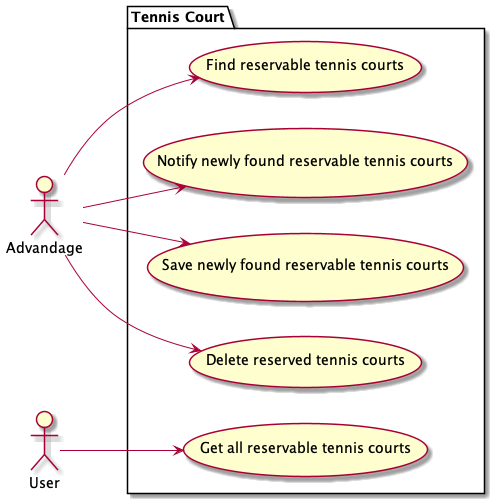 Tennis Court
Find reservable tennis courts
Notify newly found reservable tennis courts
Advandage
Save newly found reservable tennis courts
Delete reserved tennis courts
Get all reservable tennis courts
User